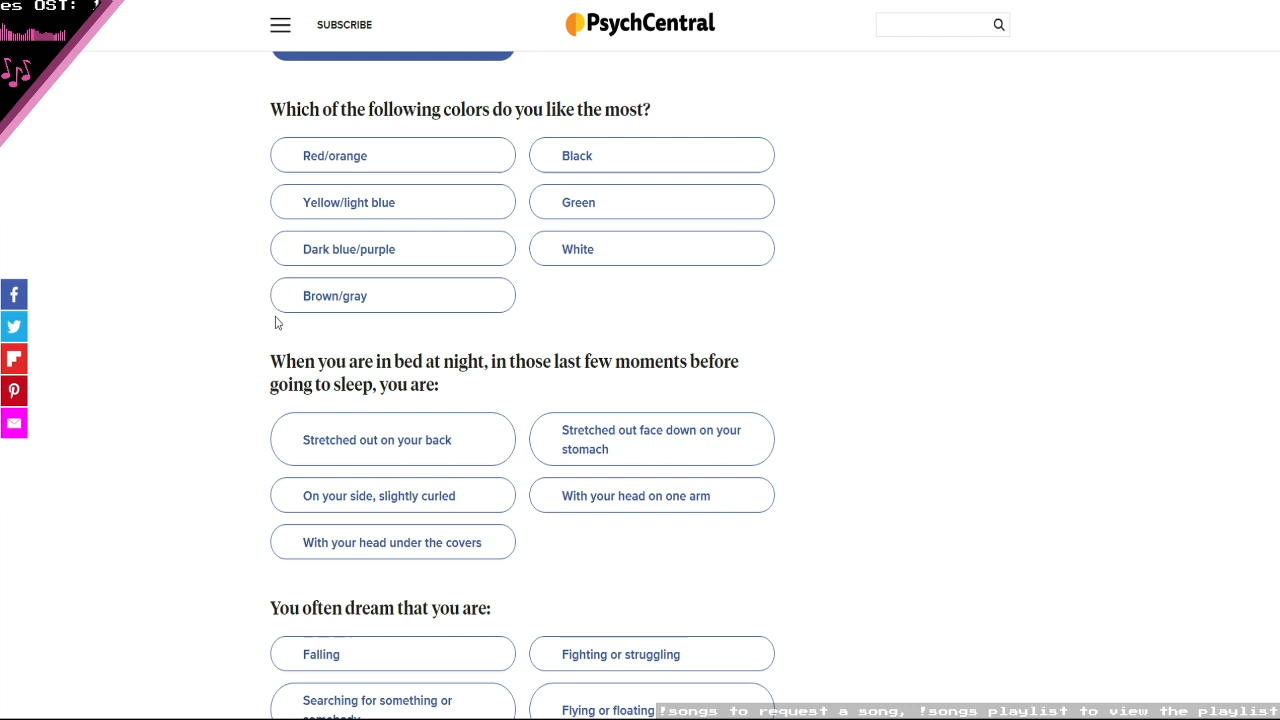 es OST:
SUBSCRIBE
PsychCentral
Which of the following colors do you like the most?
Red/orange
Black
Yellow/light blue
Green
Dark blue/purple
White
Brown/gray
When you are in bed at night, in those last few moments before
going to sleep, you are:
Stretched out on your back
Stretched out face down on your
stomach
On your side, slightly curled
With your head on one arm
With your head under the covers
You often dream that you are:
Falling
Fighting or struggling
Searching for something or
somebody
Flying or floating
!songs to request a song, !songs playlist to view the playlist